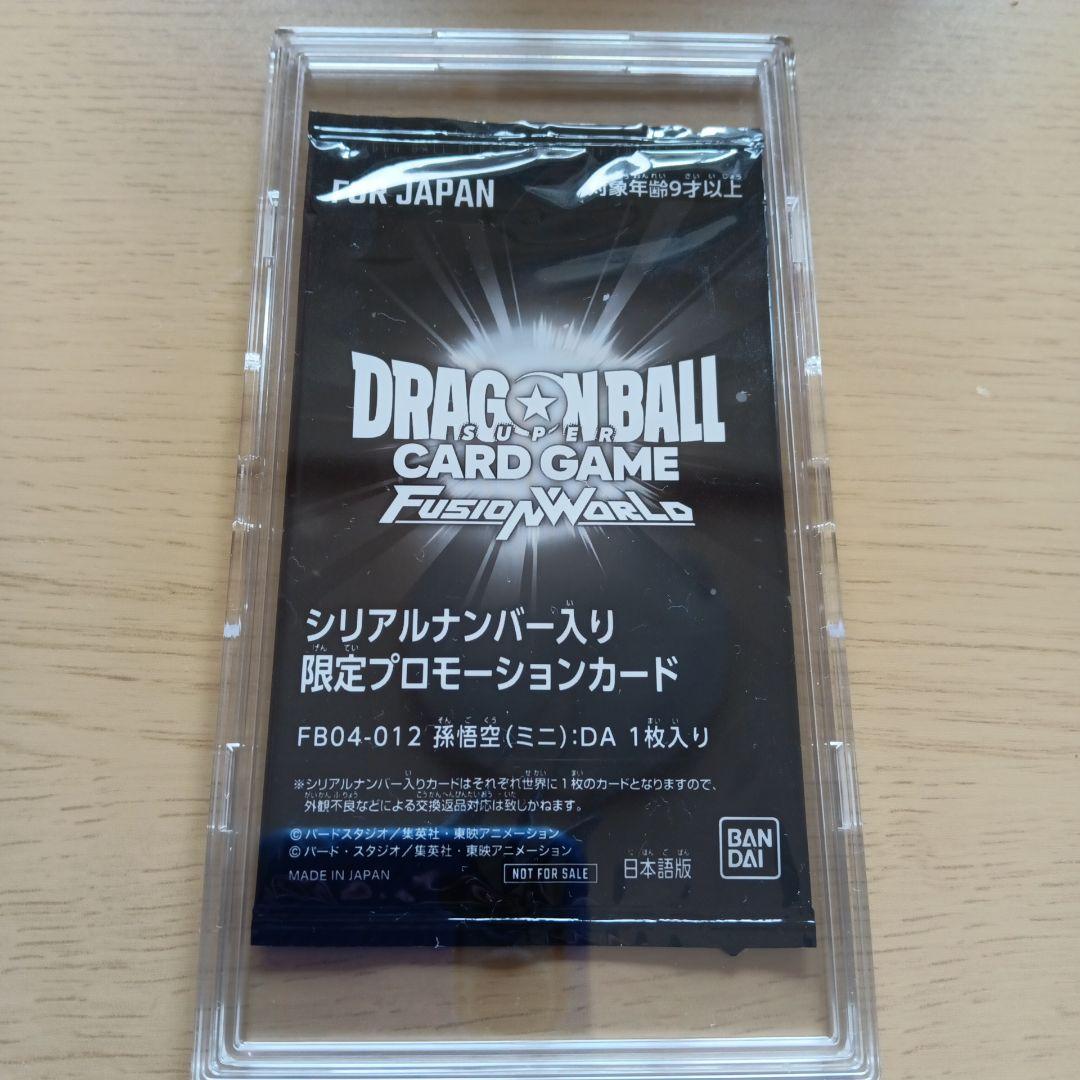 FOR JAPAN
対象年齢9才以上
DRAGON BALL
SUPER
CARD GAME
FUSION WORLD
シリアルナンバー入り
限定プロモーションカード
FB04-012 孫悟空(ミニ):DA 1枚入り
※シリアルナンバー入りカードはそれぞれ世界に1枚のカードとなりますので、
外観不良などによる交換返品対応は致しかねます。
©バードスタジオ/集英社・東映アニメーション
©バード・スタジオ/集英社・東映アニメーション
MADE IN JAPAN
NOT FOR SALE
日本語版
BAN
DAI